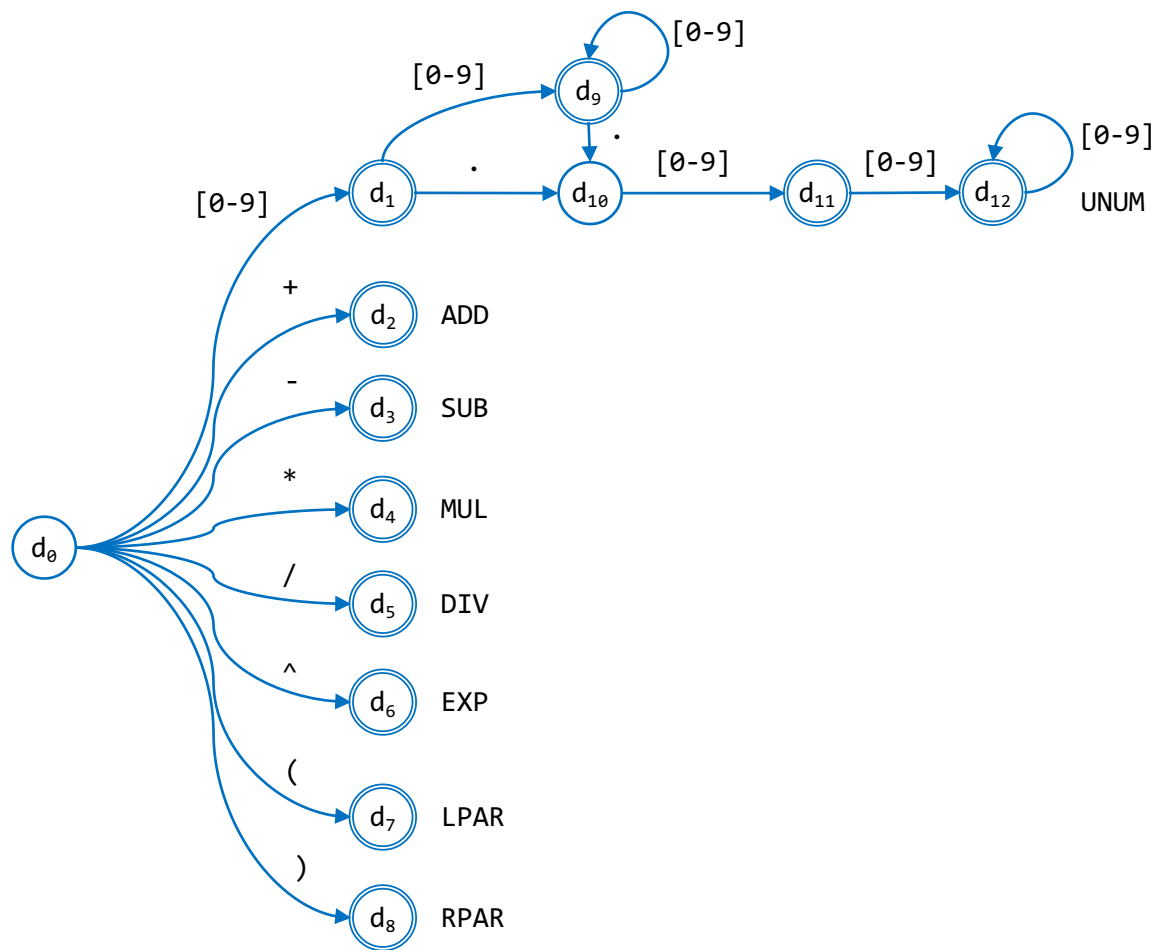 [0-9]
[0-9]
d₉
.
[0-9]
.
d₁
d₁₀
[0-9]
d₁₁
[0-9]
d₁₂
[0-9]
UNUM
+
d₂ ADD
-
d₃ SUB
*
d₄ MUL
d₀
/
d₅ DIV
^
d₆ EXP
(
d₇ LPAR
)
d₈ RPAR